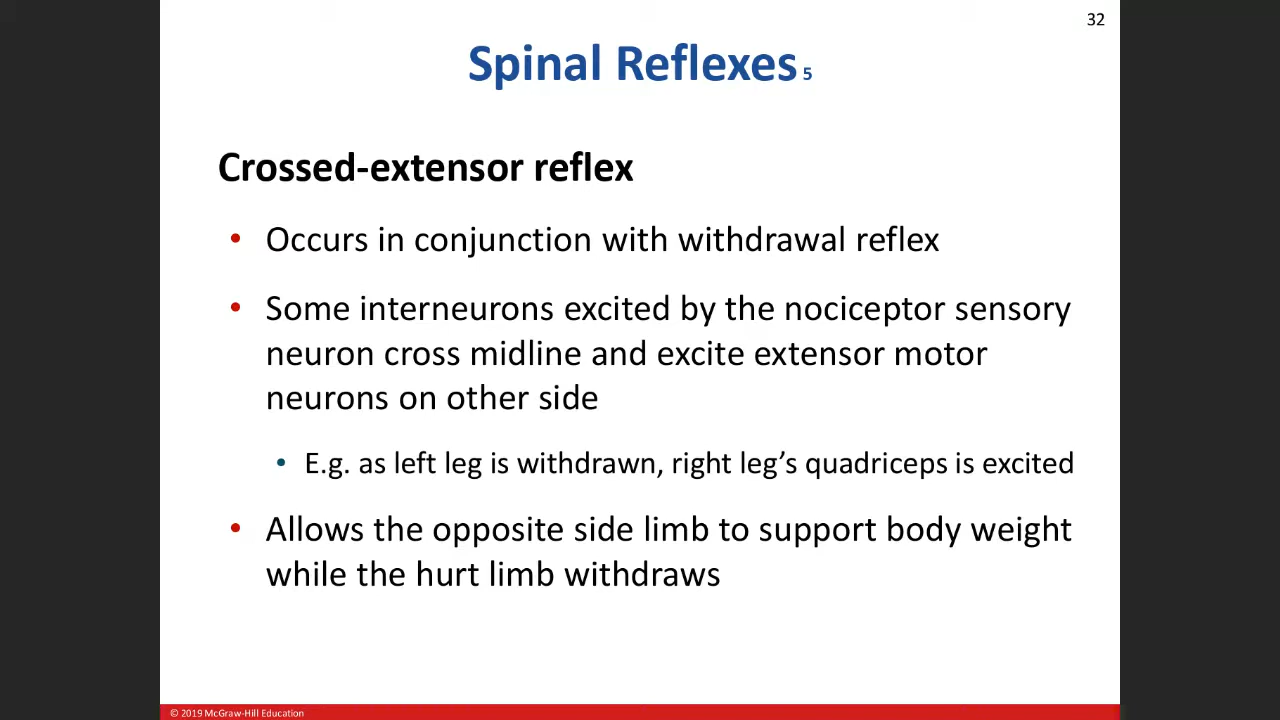 32
Spinal Reflexes 5
Crossed-extensor reflex
• Occurs in conjunction with withdrawal reflex
• Some interneurons excited by the nociceptor sensory
neuron cross midline and excite extensor motor
neurons on other side
• E.g. as left leg is withdrawn, right leg’s quadriceps is excited
• Allows the opposite side limb to support body weight
while the hurt limb withdraws
© 2019 McGraw-Hill Education